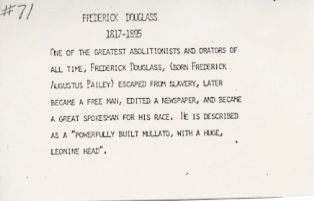 #71
FREDERICK DOUGLASS
1817-1895
ONE OF THE GREATEST ABOLITIONISTS AND ORATORS OF
ALL TIME, FREDERICK DOUGLASS, (BORN FREDERICK
AUGUSTUS BAILEY) ESCAPED FROM SLAVERY, LATER
BECAME A FREE MAN, EDITED A NEWSPAPER, AND BECAME
A GREAT SPOKESMAN FOR HIS RACE. HE IS DESCRIBED
AS A "POWERFULLY BUILT MULLATO, WITH A HUGE,
LEONINE HEAD".